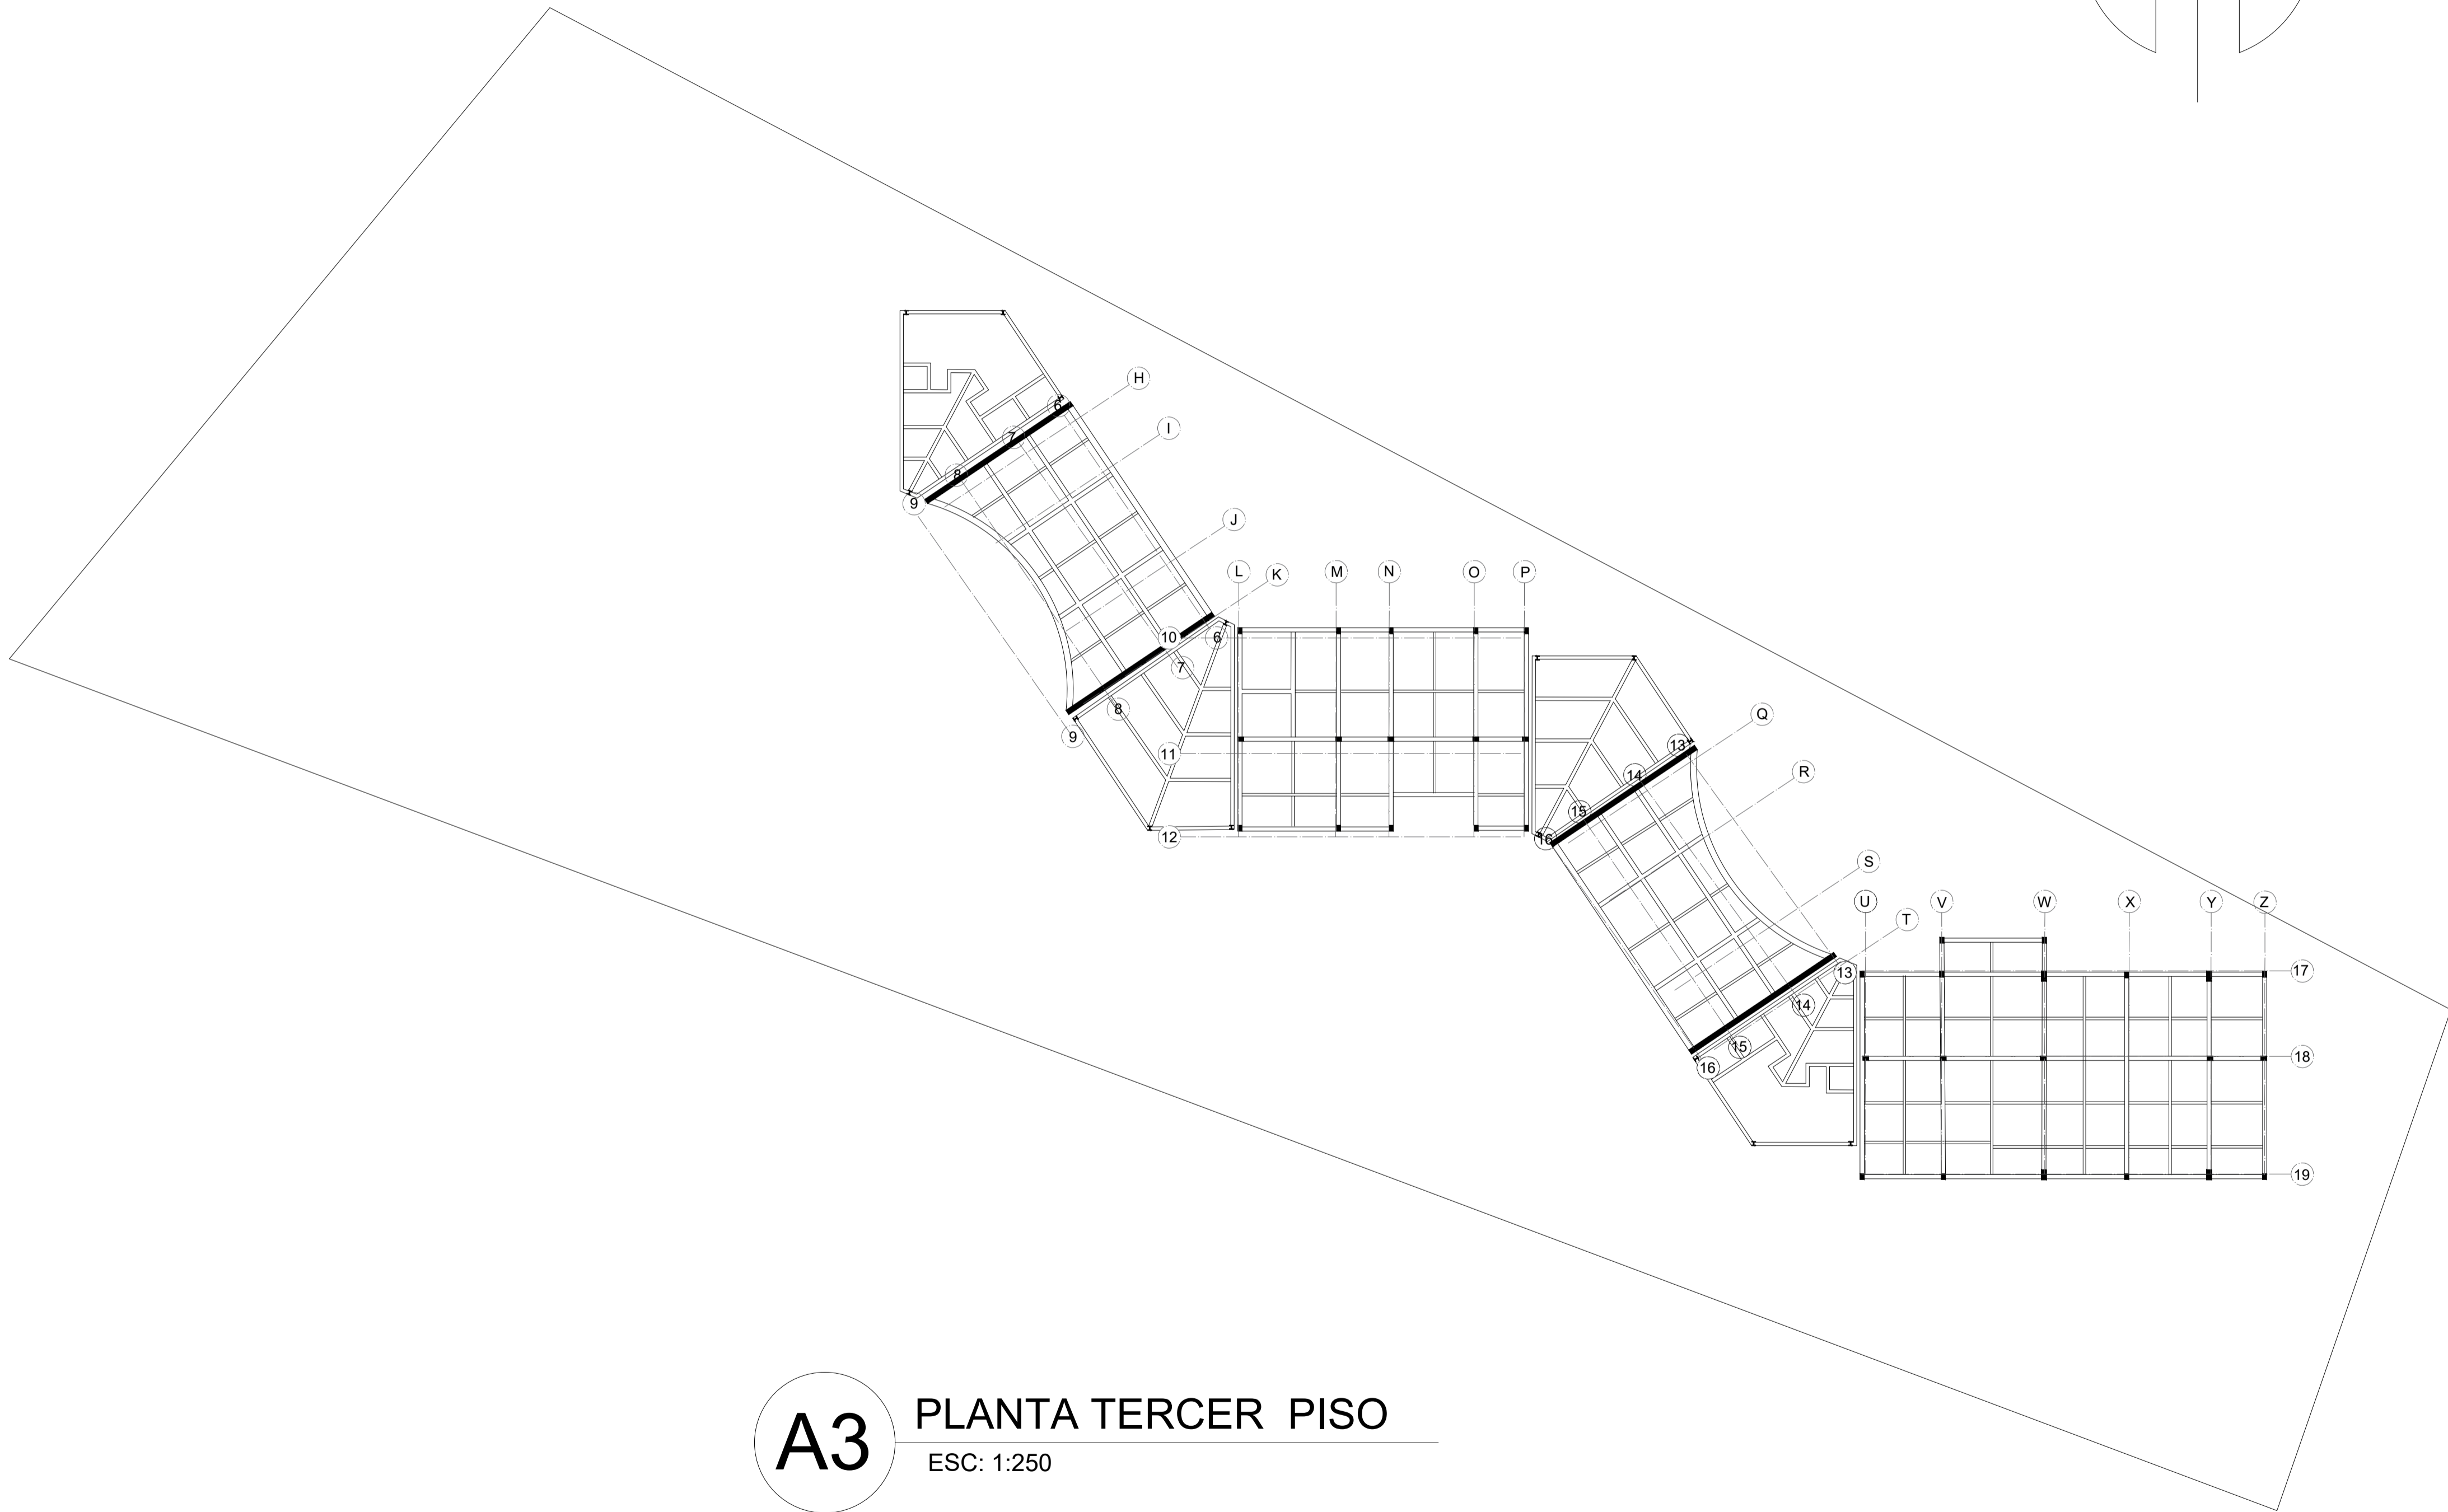 H
6
I
7
8
9
J
L
K
M
N
O
P
10
6
7
8
9
11
12
Q
13
14
R
15
16
S
U
V
W
X
Y
Z
T
13
17
14
15
18
16
19
A3
PLANTA TERCER PISO
ESC: 1:250